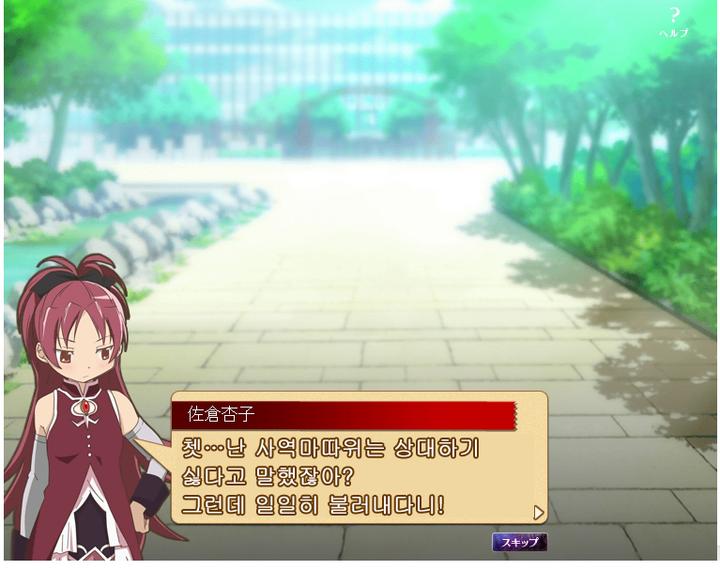 ?
ヘルプ
佐倉杏子
쳇…난 사역마따위는 상대하기
싫다고 말했잖아?
그런데 일일히 불러내다니!
スキップ